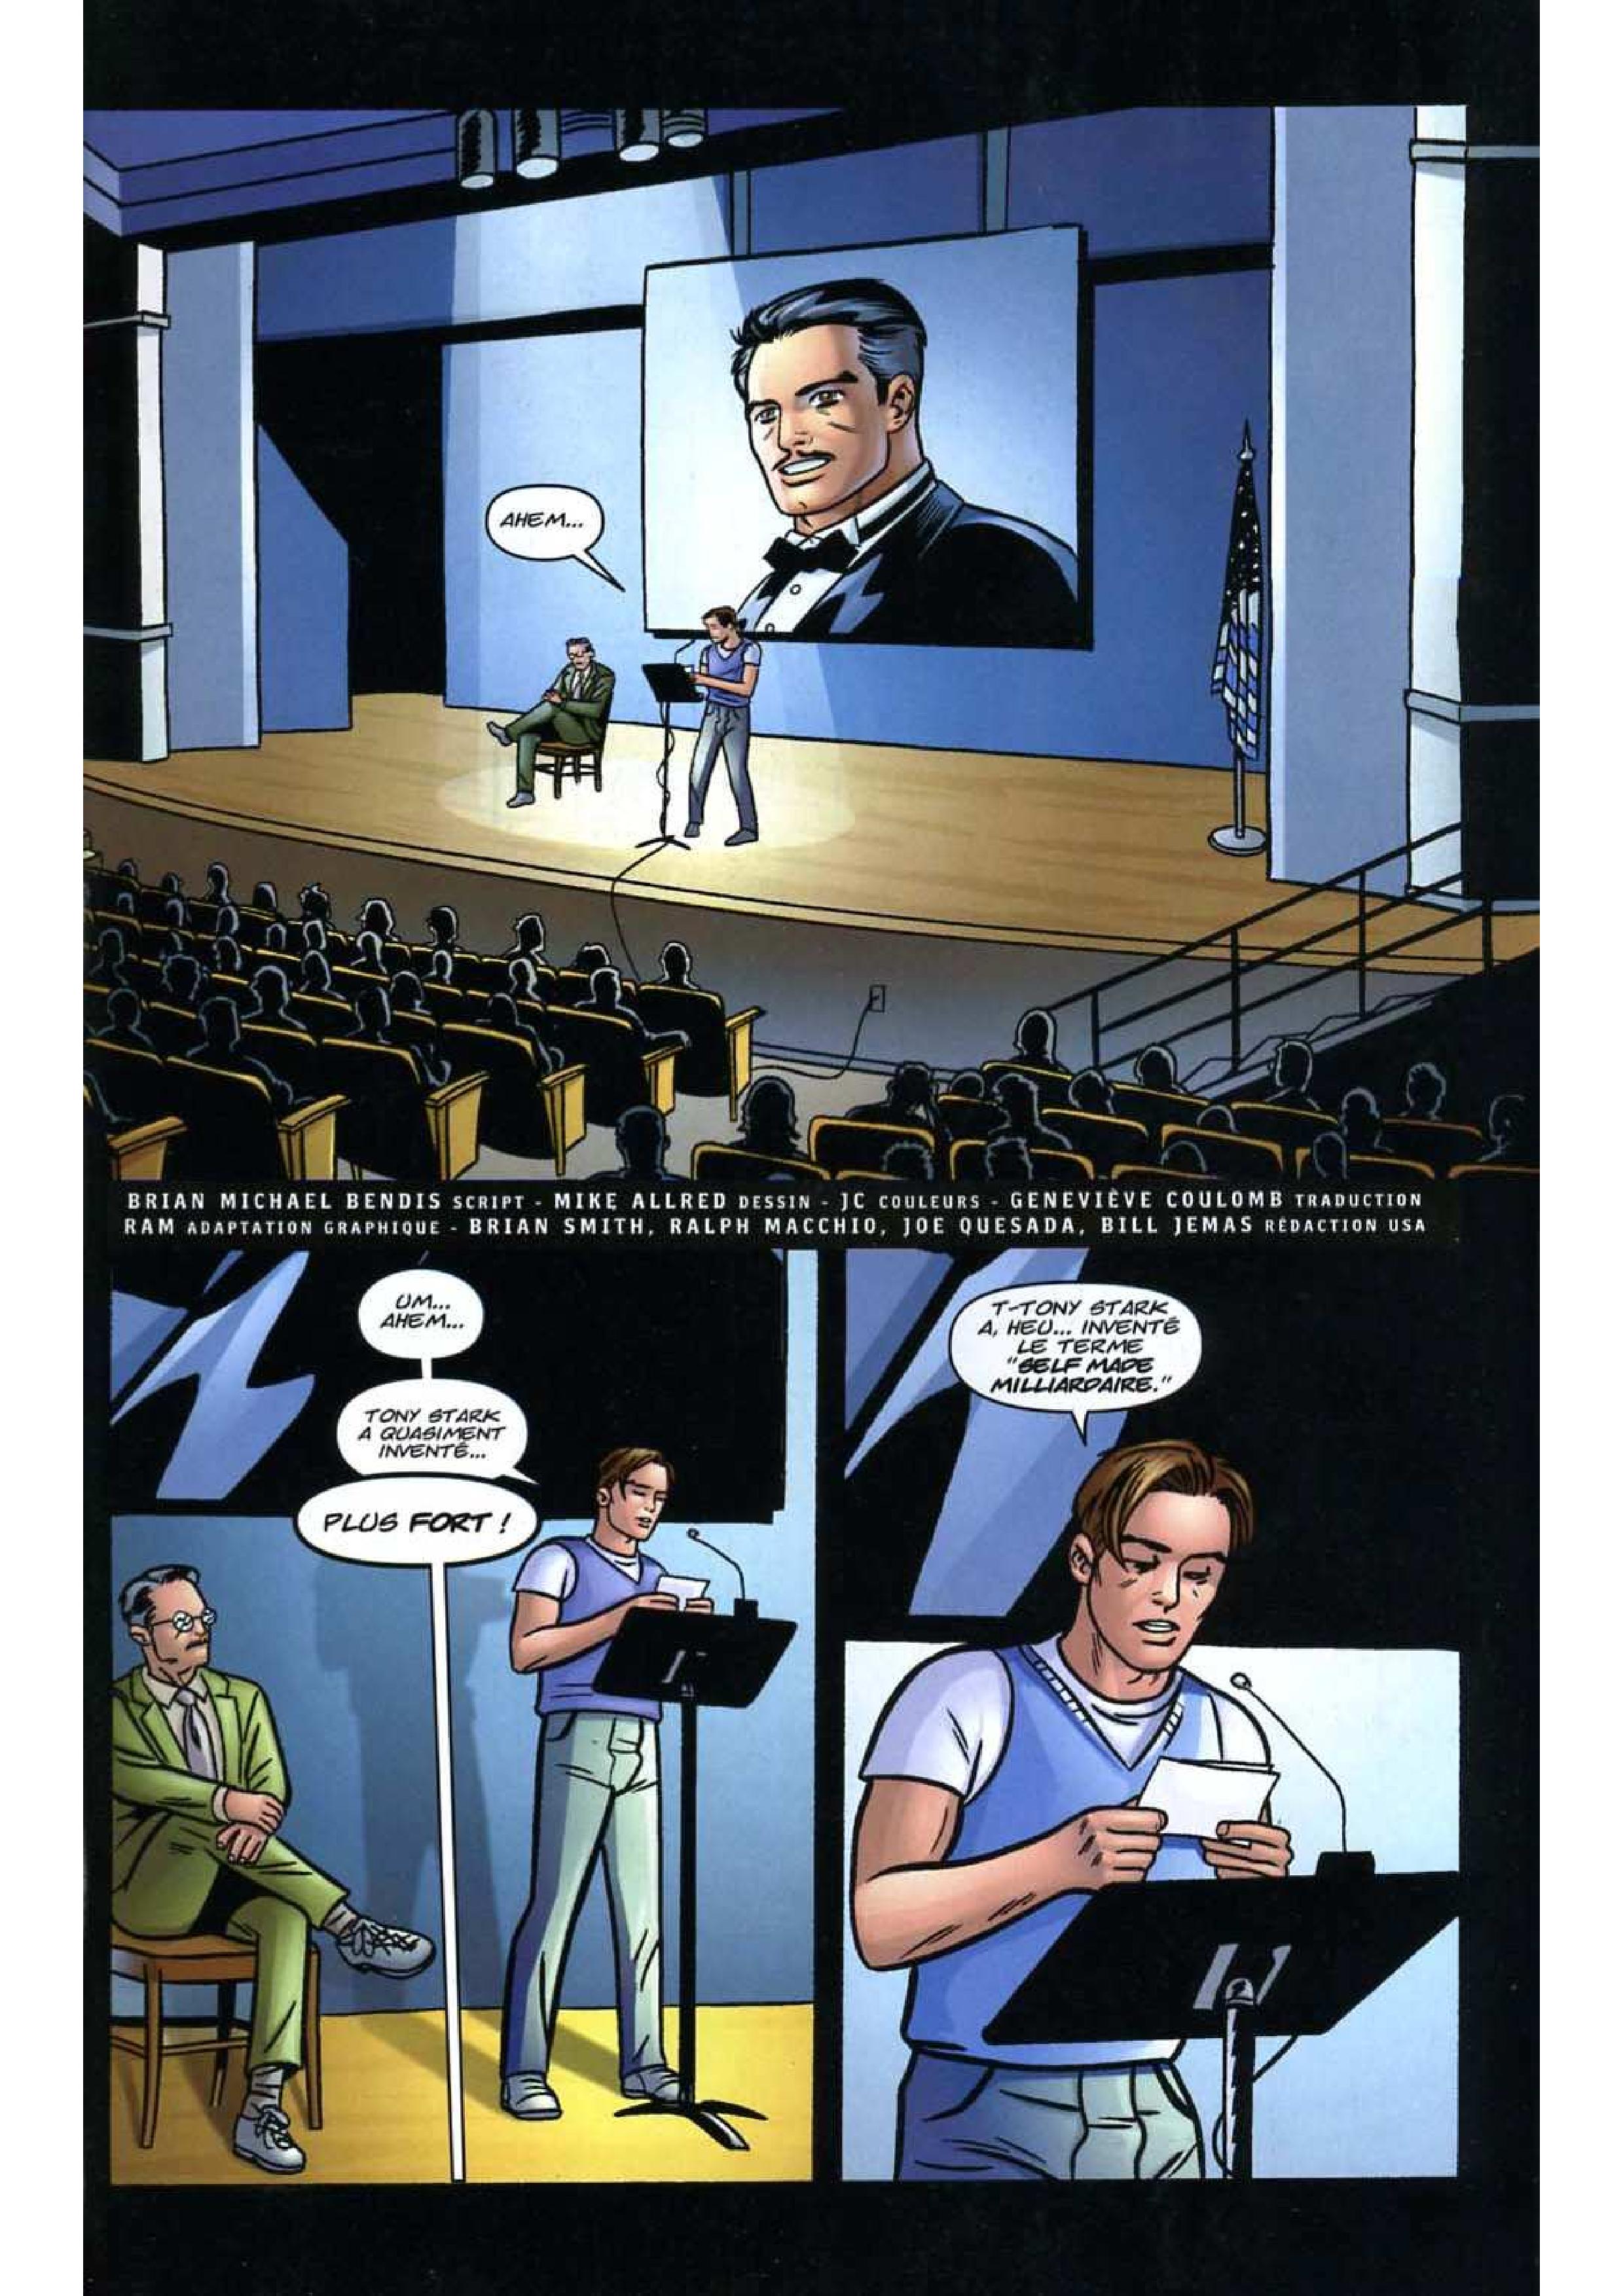 AHEM...
BRIAN MICHAEL BENDIS SCRIPT - MIKE ALLRED DESSIN - JC COULEURS - GENEVIÈVE COULOMB TRADUCTION
RAM ADAPTATION GRAPHIQUE - BRIAN SMITH, RALPH MACCHIO, JOE QUESADA, BILL JEMAS RÉDACTION USA
UM...
AHEM...
TONY STARK
A QUASIMENT
INVENTÉ...
PLUS FORT !
T-TONY STARK
A, HEU... INVENTÉ
LE TERME
"SELF MADE
MILLIARDAIRE."